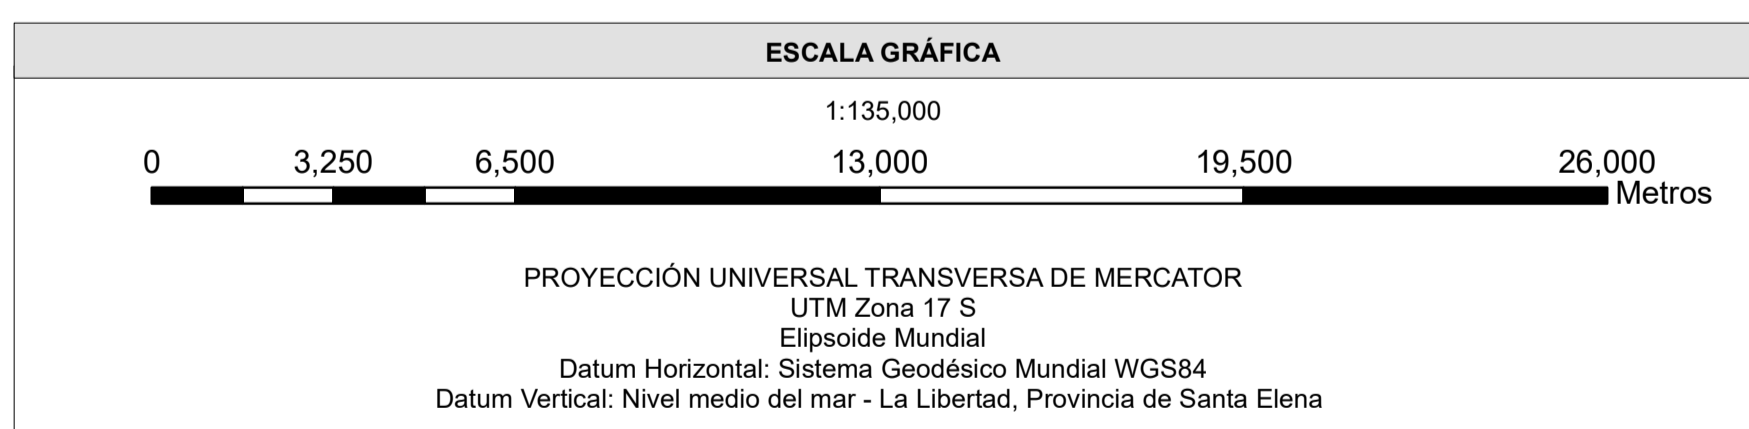 ESCALA GRÁFICA
1:135,000
0 3,250 6,500 13,000 19,500 26,000
Metros
PROYECCIÓN UNIVERSAL TRANSVERSA DE MERCATOR
UTM Zona 17 S
Elipsoide Mundial
Datum Horizontal: Sistema Geodésico Mundial WGS84
Datum Vertical: Nivel medio del mar - La Libertad, Provincia de Santa Elena